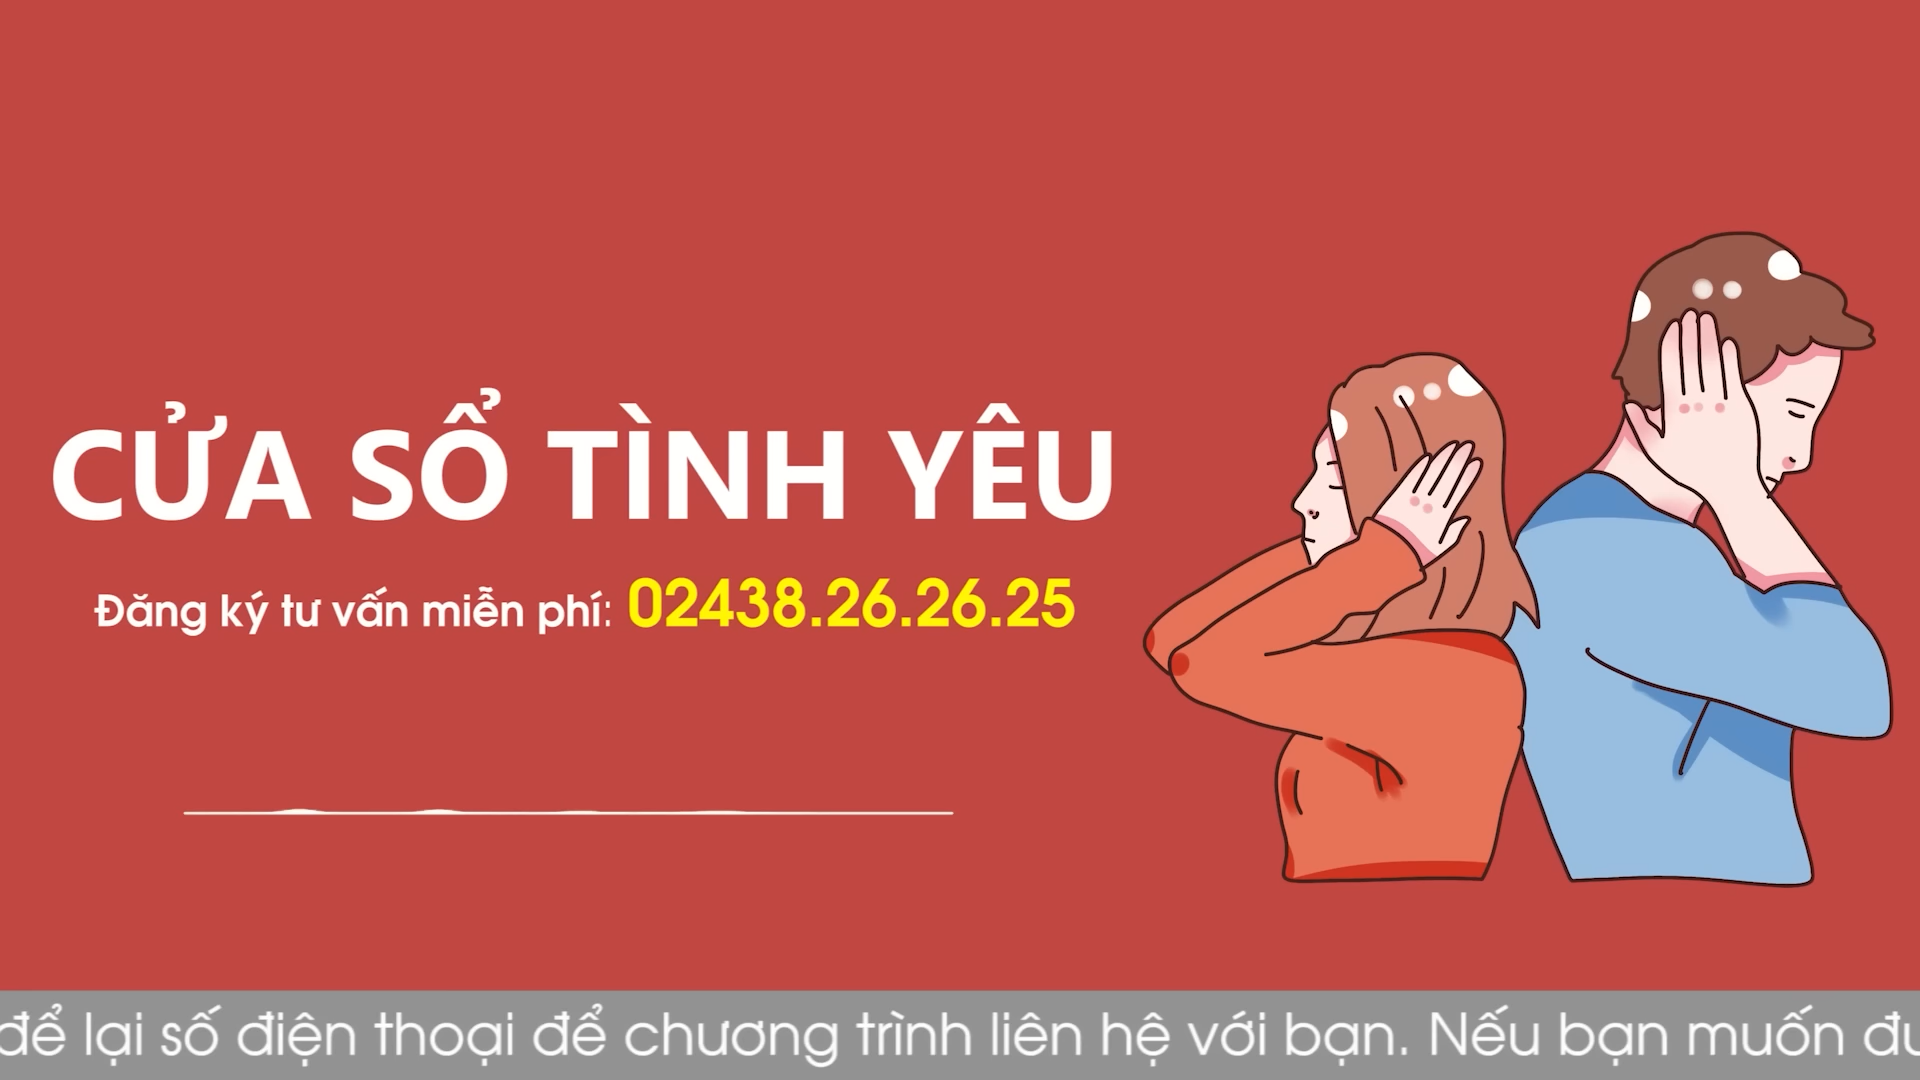 CỬA SỔ TÌNH YÊU
Đăng ký tư vấn miễn phí: 02438.26.26.25
để lại số điện thoại để chương trình liên hệ với bạn. Nếu bạn muốn